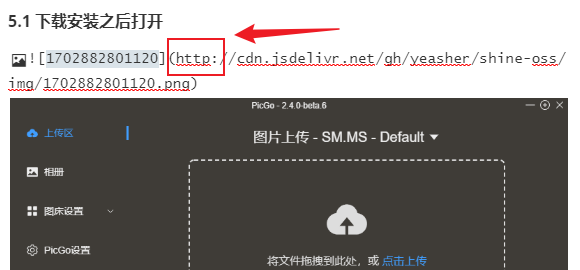 5.1 下载安装之后打开
![1702882801120](http://cdn.jsdelivr.net/gh/yeasher/shine-oss/
img/1702882801120.png)
PicGo - 2.4.0-beta.6
上传区
图片上传 - SM.MS - Default
相册
图床设置
PicGo设置
将文件拖拽到此处，或 点击上传